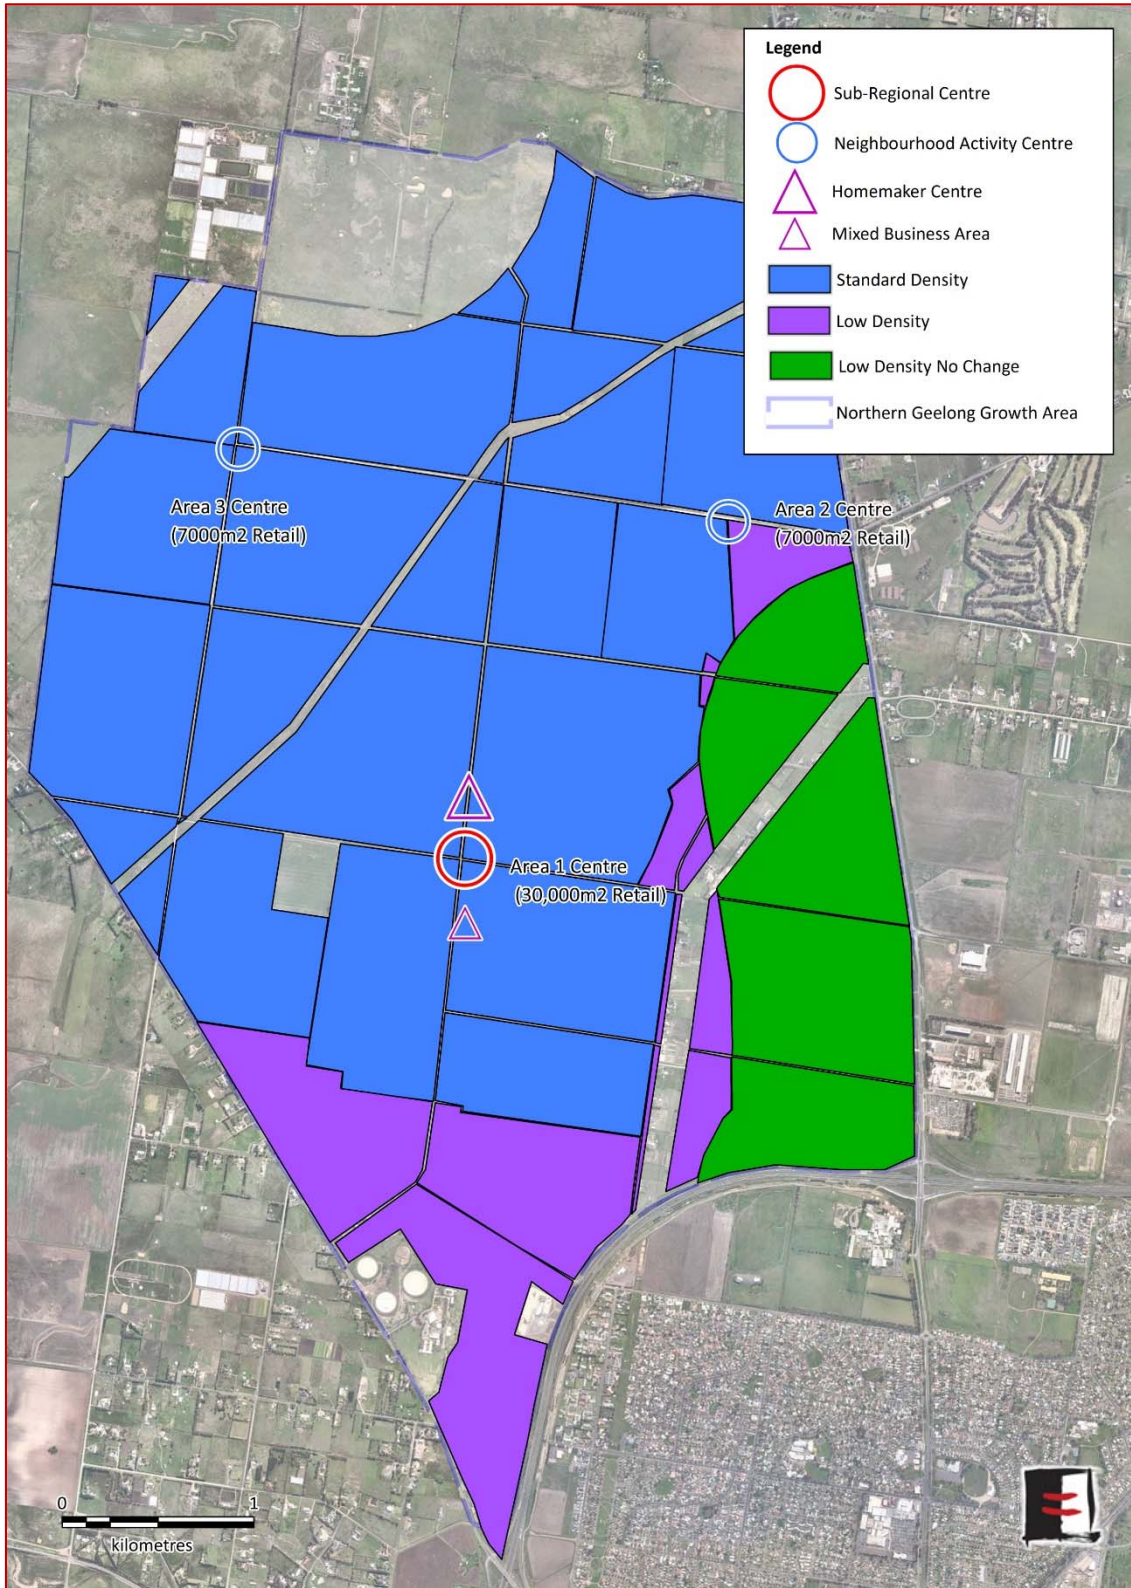 Legend
Sub-Regional Centre
Neighbourhood Activity Centre
Homemaker Centre
Mixed Business Area
Standard Density
Low Density
Low Density No Change
Northern Geelong Growth Area
Area 3 Centre
(7000m2 Retail)
Area 2 Centre
(7000m2 Retail)
Area 1 Centre
(30,000m2 Retail)
0 1
kilometres